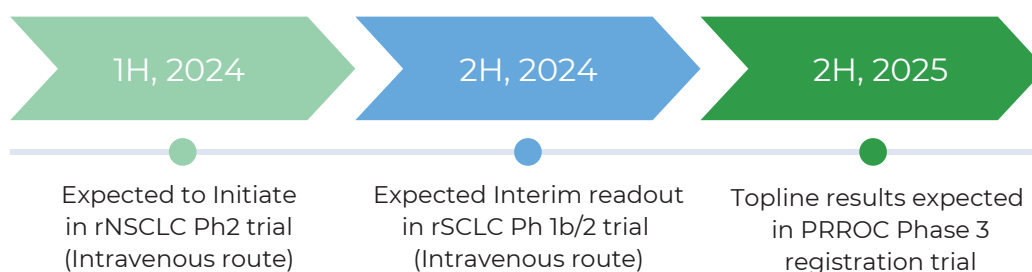 1H, 2024
2H, 2024
2H, 2025
Expected to Initiate
in rNSCLC Ph2 trial
(Intravenous route)
Expected Interim readout
in rSCLC Ph 1b/2 trial
(Intravenous route)
Topline results expected
in PRROC Phase 3
registration trial